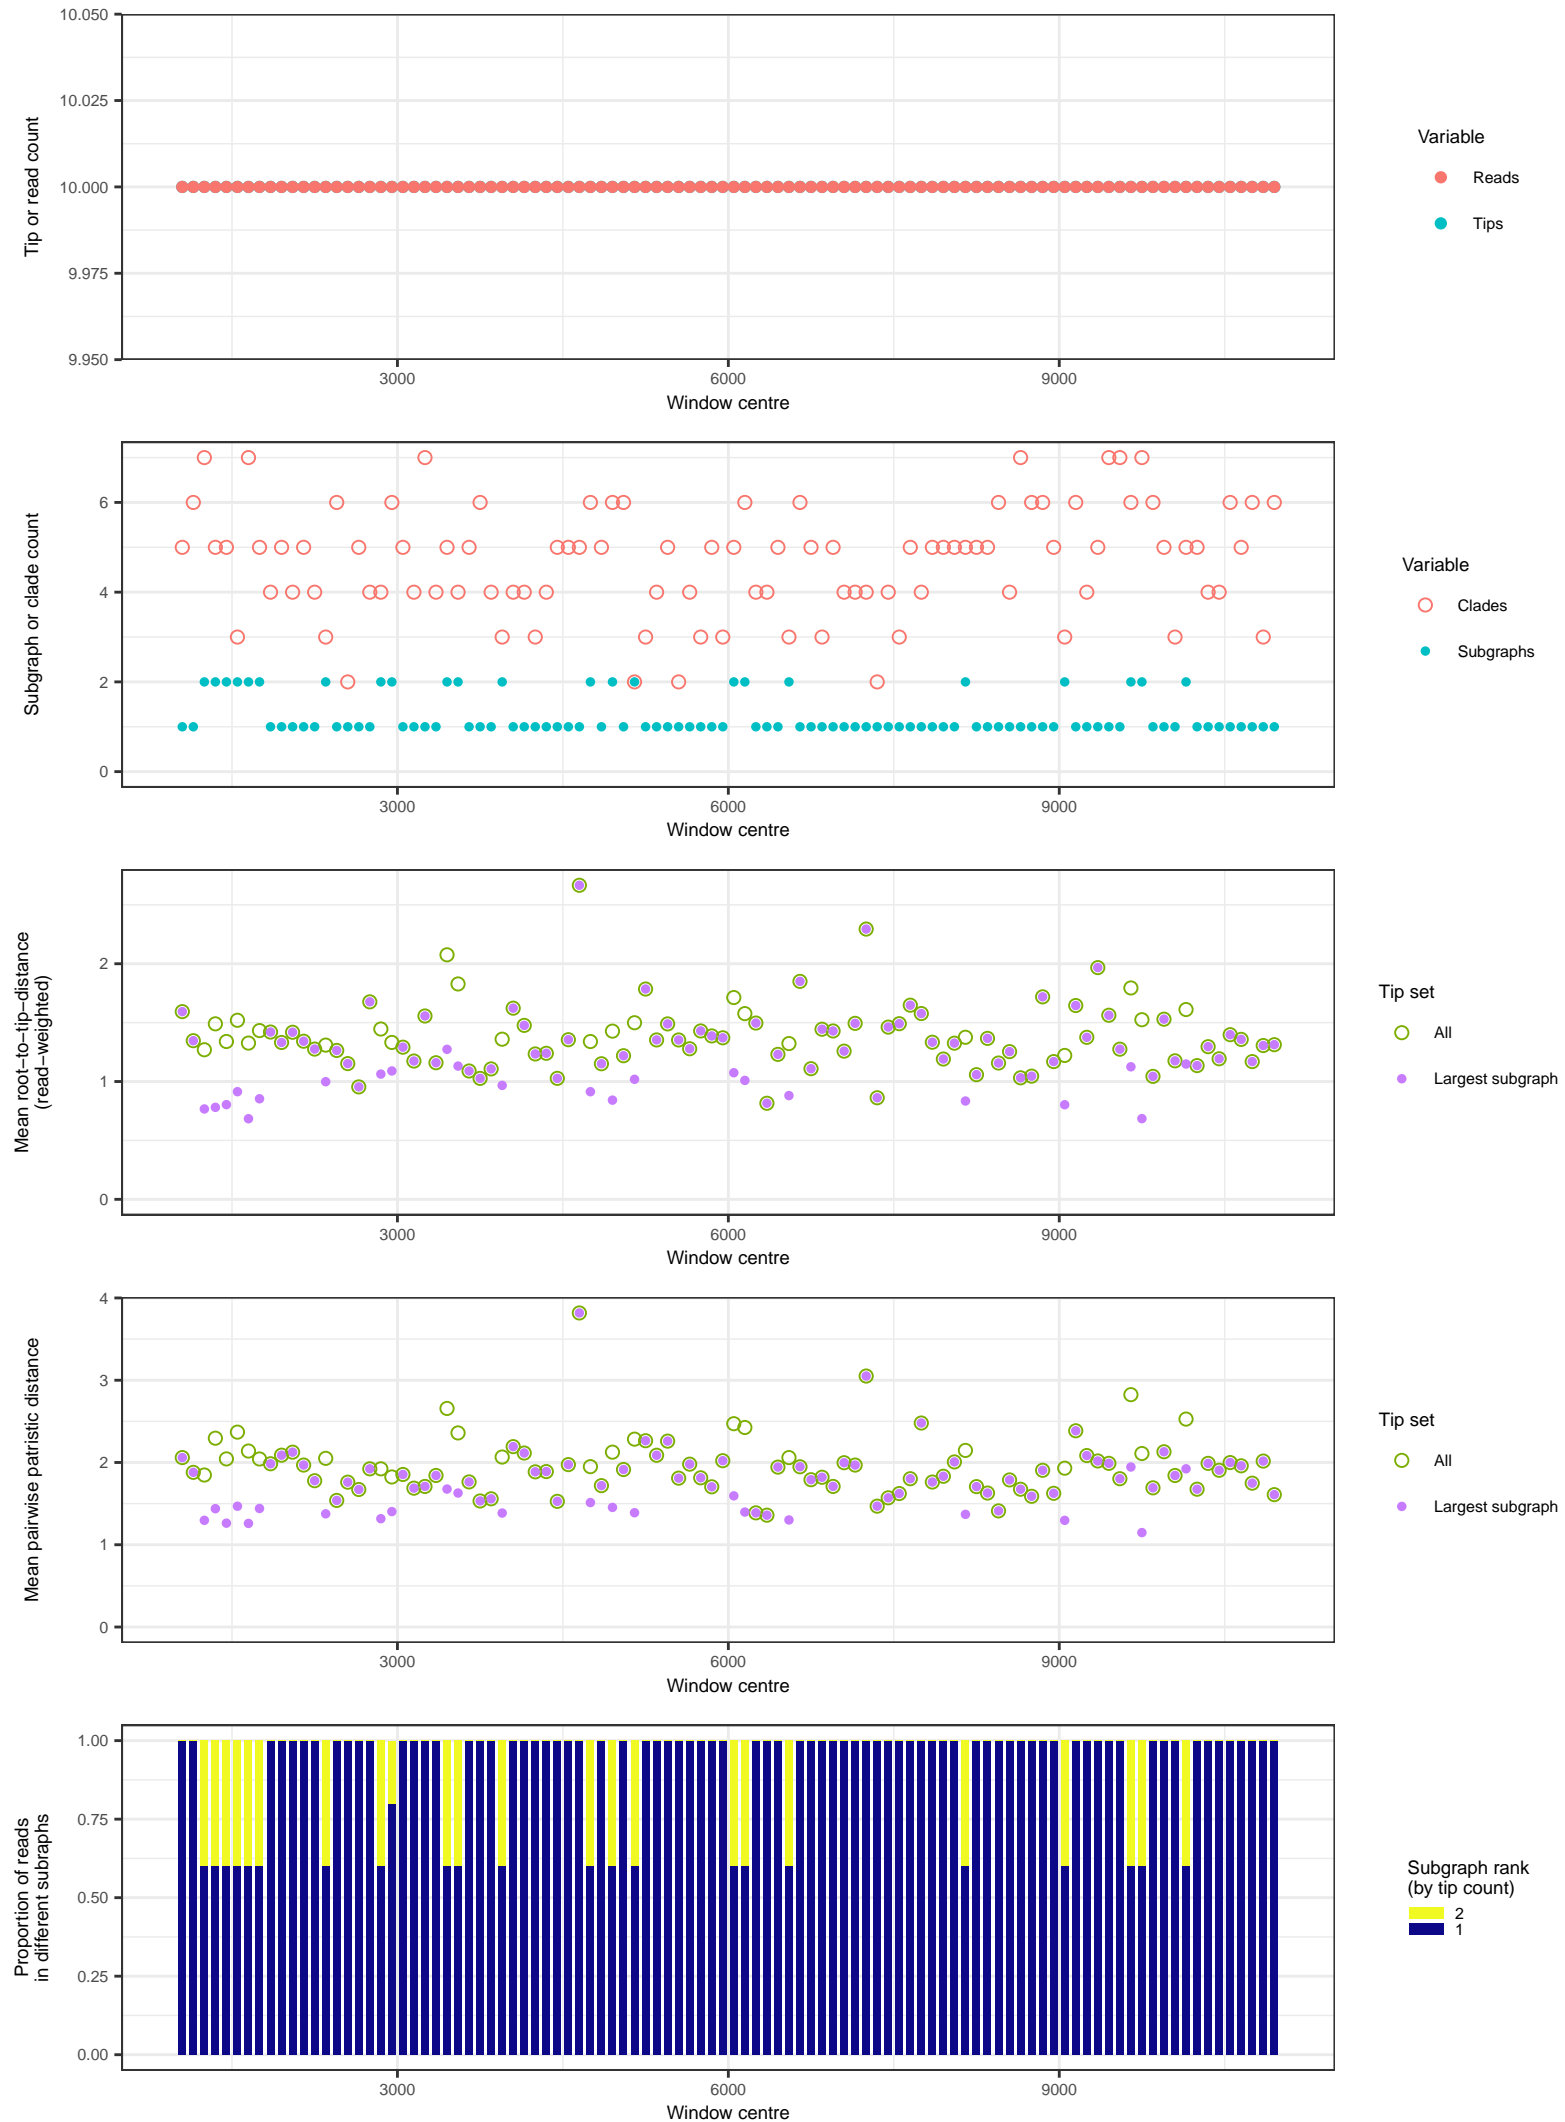 10.050
10.025
10.000
9.975
9.950
Tip or read count
3000
6000
9000
Window centre
Variable
Reads
Tips
6
4
2
0
Subgraph or clade count
3000
6000
9000
Window centre
Variable
Clades
Subgraphs
2
1
0
Mean root−to−tip−distance
(read−weighted)
3000
6000
9000
Window centre
Tip set
All
Largest subgraph
4
3
2
1
0
Mean pairwise patristic distance
3000
6000
9000
Window centre
Tip set
All
Largest subgraph
1.00
0.75
0.50
0.25
0.00
Proportion of reads
in different subraphs
3000
6000
9000
Window centre
Subgraph rank
(by tip count)
2
1